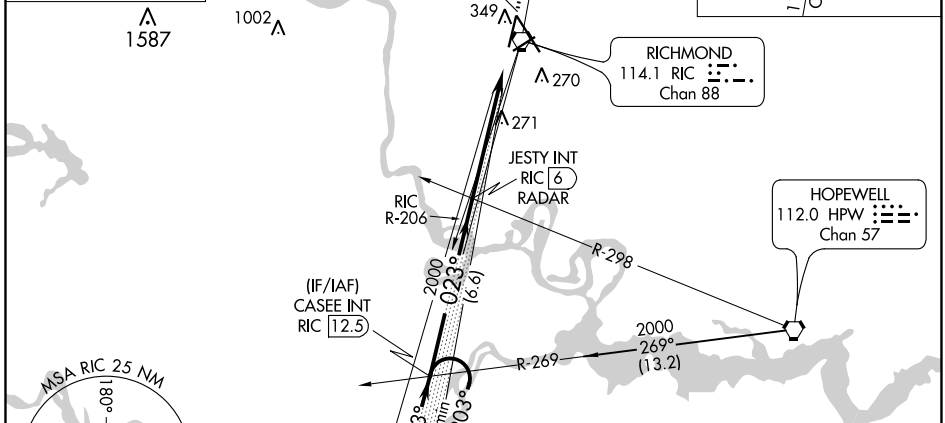 1587
1002
349
270
271
RICHMOND
114.1 RIC
Chan 88
JESTY INT
RIC 6
RADAR
RIC
R-206
HOPEWELL
112.0 HPW
Chan 57
R-298
2000
023°
(6.6)
(IF/IAF)
CASEE INT
RIC 12.5
2000
269°
(13.2)
R-269
MSA RIC 25 NM
180°